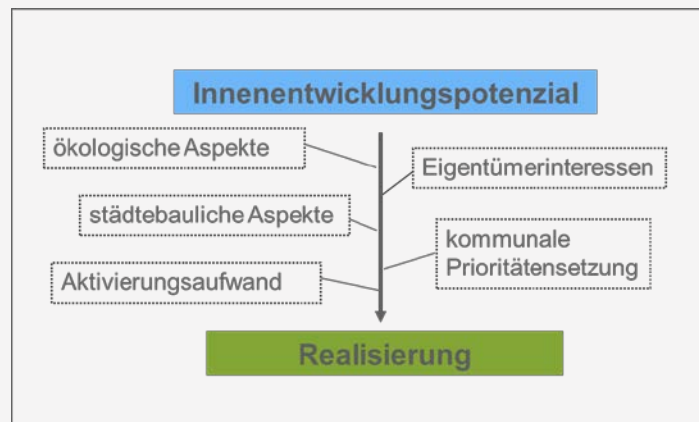 Innenentwicklungspotenzial
ökologische Aspekte
Eigentümerinteressen
städtebauliche Aspekte
kommunale
Prioritätensetzung
Aktivierungsaufwand
Realisierung